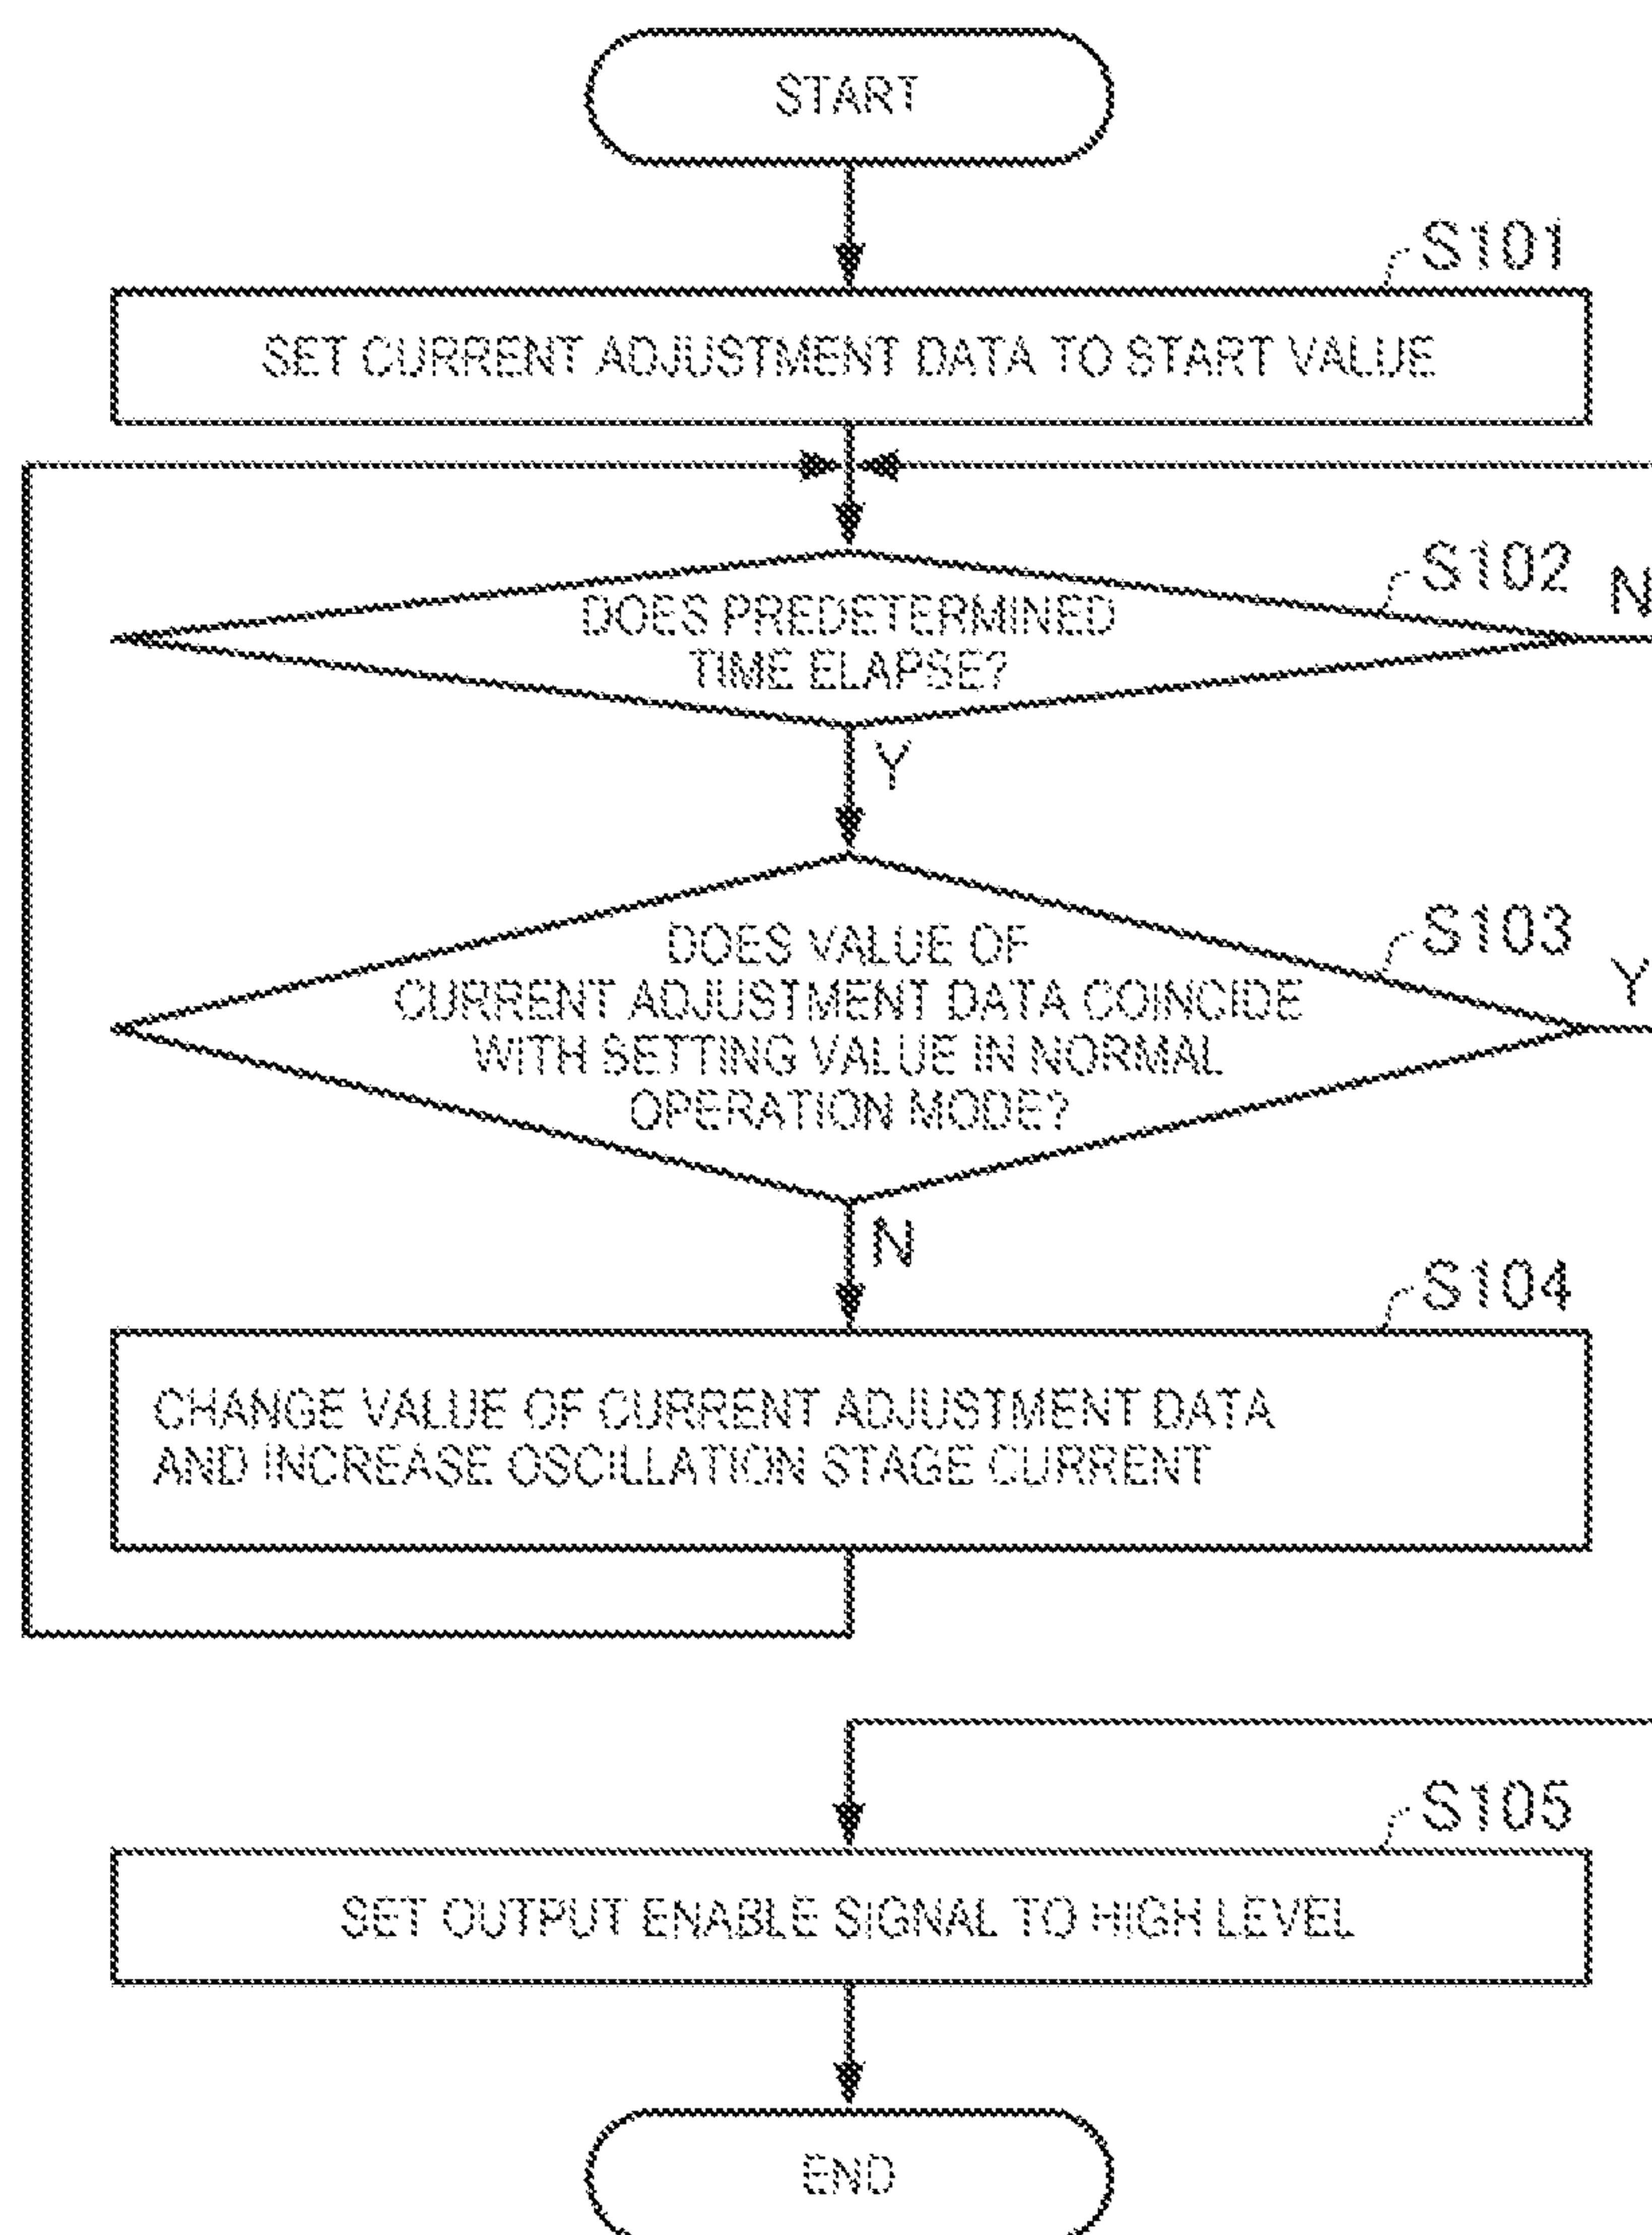 START
S101
SET CURRENT ADJUSTMENT DATA TO START VALUE
S102
N
DOES PREDETERMINED
TIME ELAPSE?
Y
S103
Y
DOES VALUE OF
CURRENT ADJUSTMENT DATA COINCIDE
WITH SETTING VALUE IN NORMAL
OPERATION MODE?
N
S104
CHANGE VALUE OF CURRENT ADJUSTMENT DATA
AND INCREASE OSCILLATION STAGE CURRENT
S105
SET OUTPUT ENABLE SIGNAL TO HIGH LEVEL
END